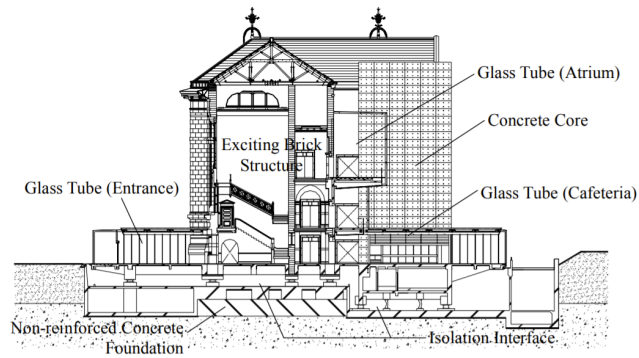 Glass Tube (Atrium)
Concrete Core
Exciting Brick
Structure
Glass Tube (Entrance)
Glass Tube (Cafeteria)
Non-reinforced Concrete
Foundation
Isolation Interface